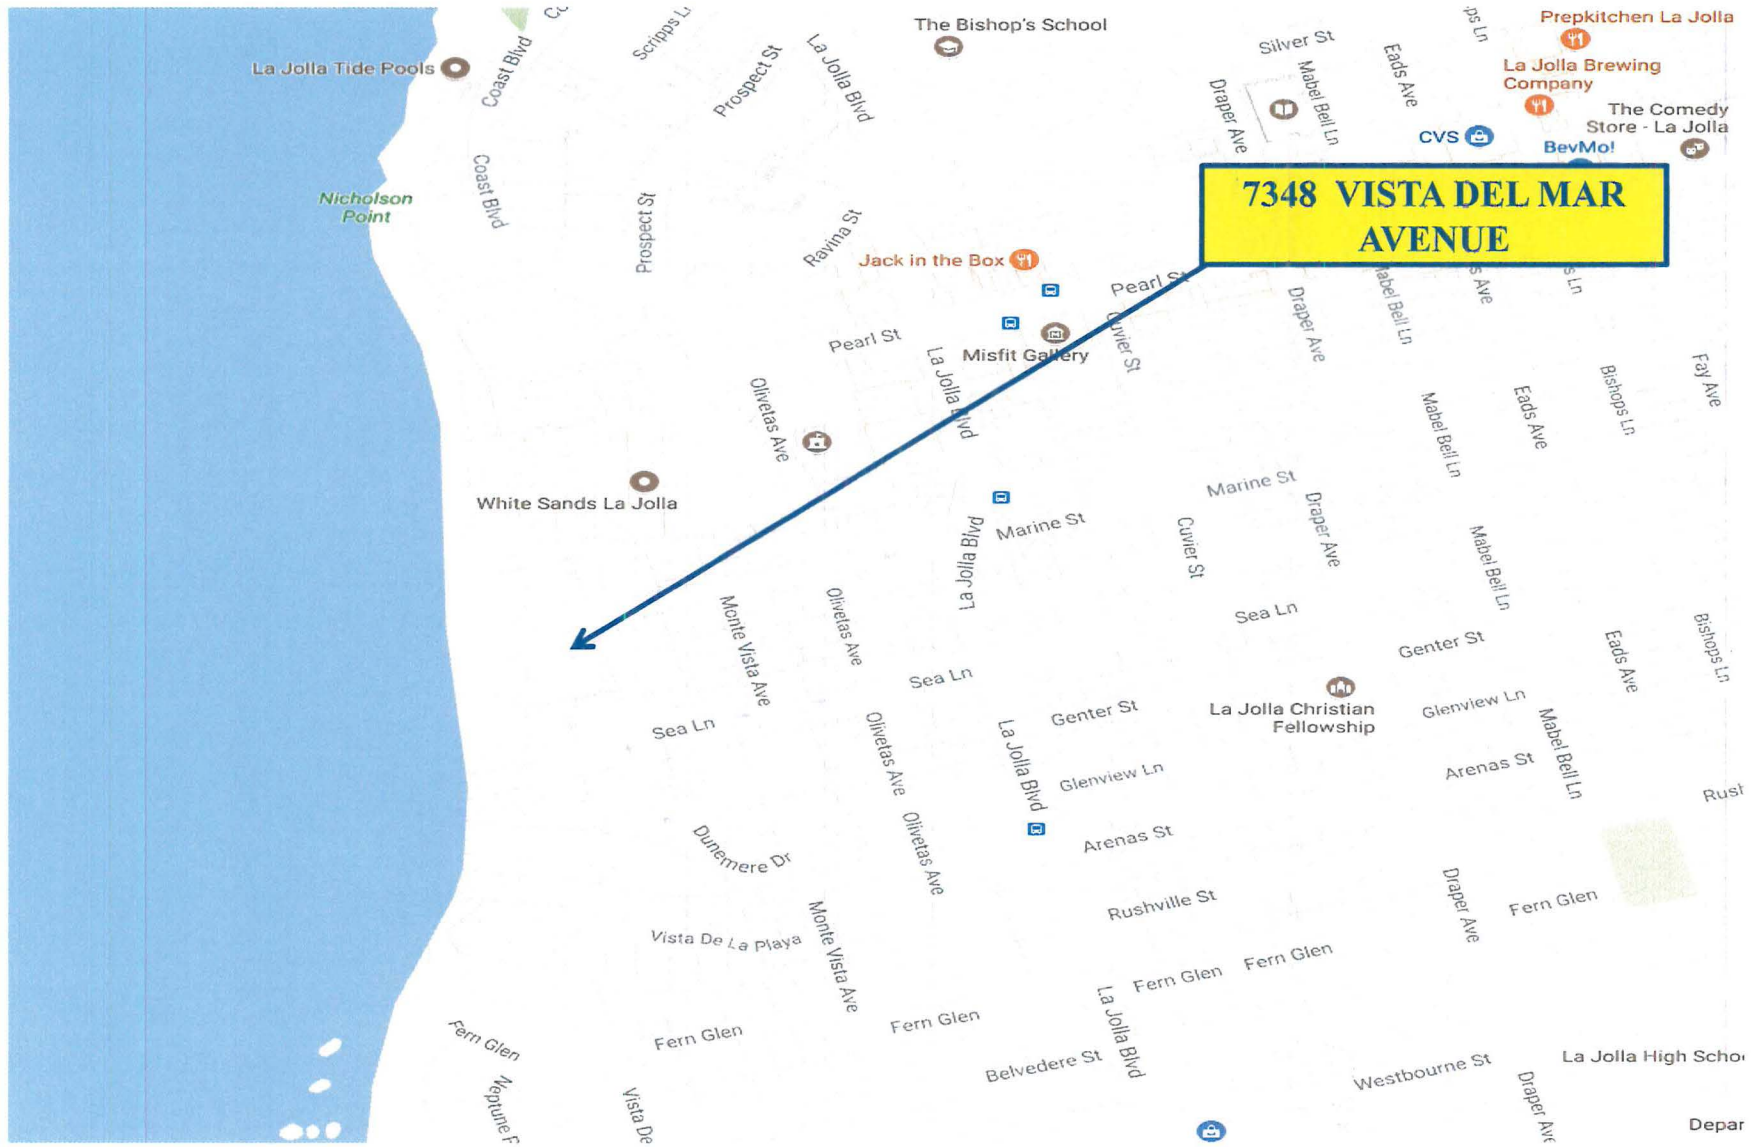 The Bishop's School
Prepkitchen La Jolla
La Jolla Brewing
Company
The Comedy
Store - La Jolla
CVS
BevMo!
La Jolla Tide Pools
Coast Blvd
Scripps
Prospect St
La Jolla Blvd
Silver St
Mabel Bell Ln
Eads Ave
Draper Ave
7348 VISTA DEL MAR
AVENUE
Nicholson
Point
Coast Blvd
Prospect St
Ravina St
Jack in the Box
Pearl St
Cuvier St
Draper Ave
Mabel Bell Ln
Pearl St
Misfit Gallery
La Jolla Blvd
Olivetas Ave
Mabel Bell Ln
Eads Ave
Bishops Ln
Fay Ave
White Sands La Jolla
Marine St
Marine St
La Jolla Blvd
Cuvier St
Draper Ave
Mabel Bell Ln
Monte Vista Ave
Olivetas Ave
Sea Ln
Genter St
Eads Ave
Bishops Ln
Sea Ln
Sea Ln
Genter St
La Jolla Christian
Fellowship
Glenview Ln
Olivetas Ave
La Jolla Blvd
Glenview Ln
Arenas St
Mabel Bell Ln
Dunemere Dr
Olivetas Ave
Arenas St
Rushville St
Draper Ave
Fern Glen
Vista De La Playa
Monte Vista Ave
Fern Glen
Fern Glen
Fern Glen
Fern Glen
Fern Glen
La Jolla Blvd
Belvedere St
Westbourne St
La Jolla High
Draper
Neptune
Vista De